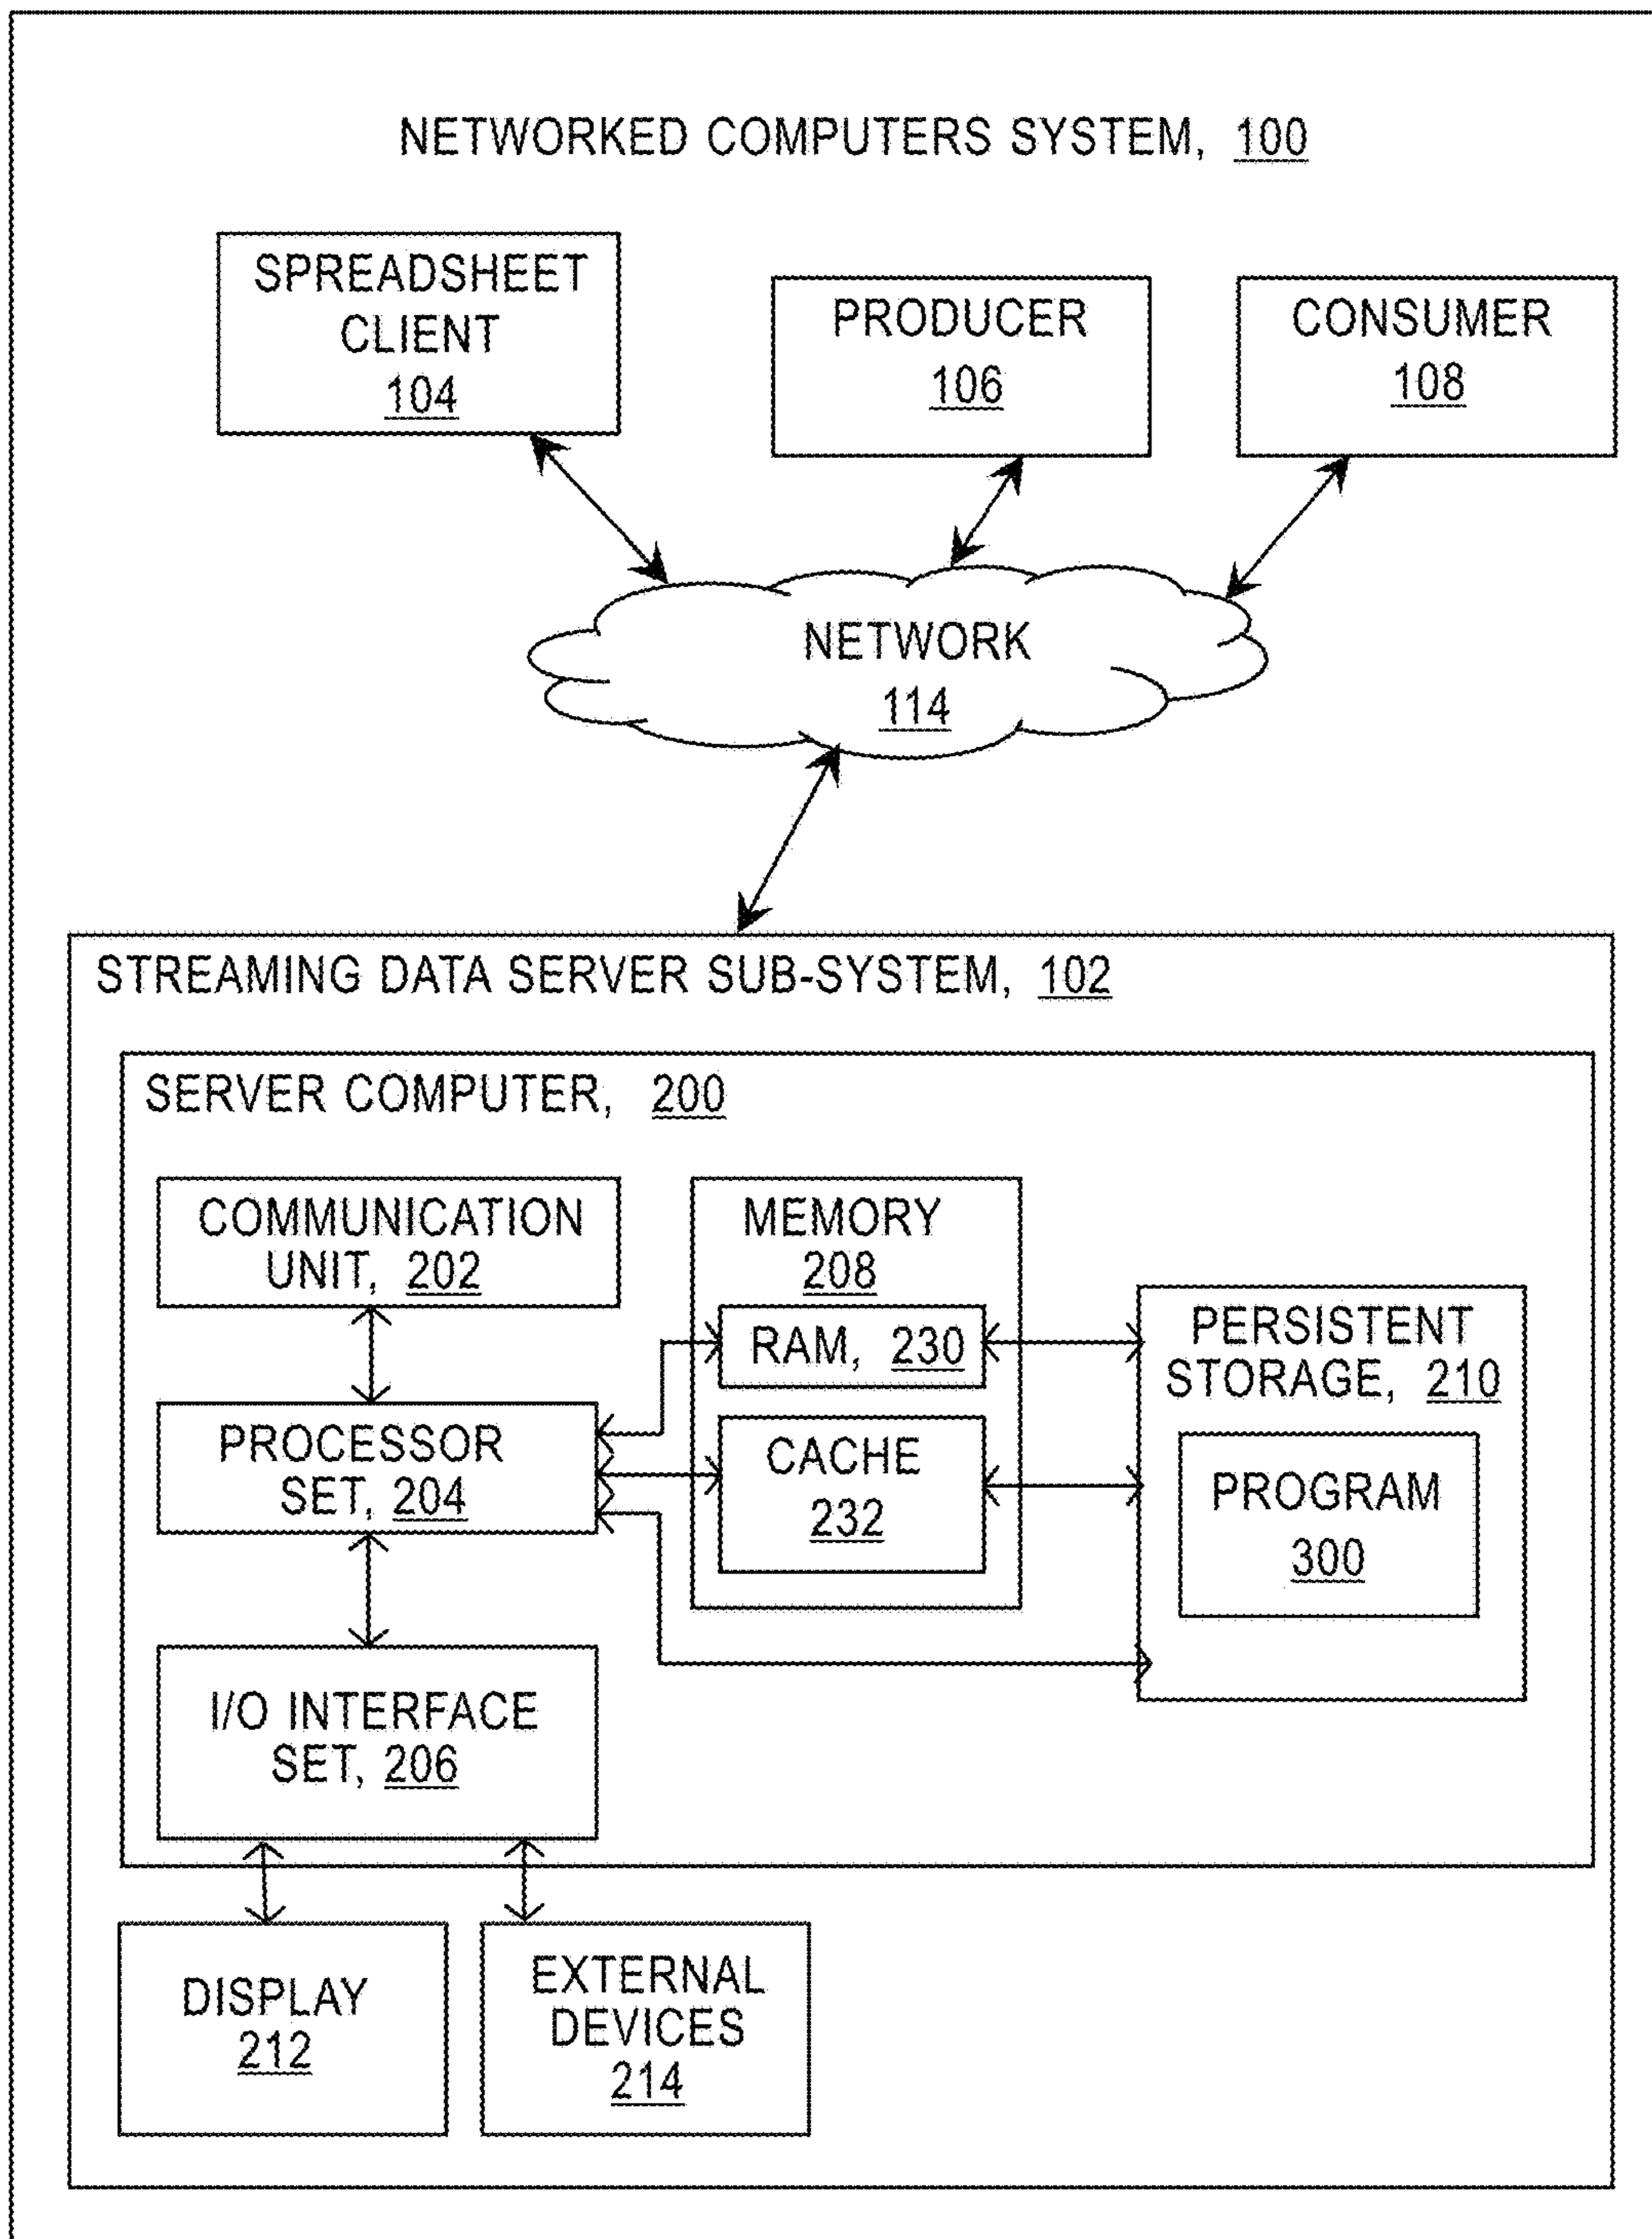 NETWORKED COMPUTERS SYSTEM, 100
SPREADSHEET
CLIENT
104
PRODUCER
106
CONSUMER
108
NETWORK
114
STREAMING DATA SERVER SUB-SYSTEM, 102
SERVER COMPUTER, 200
COMMUNICATION
UNIT, 202
MEMORY
208
RAM, 230
PERSISTENT
STORAGE, 210
PROCESSOR
SET, 204
CACHE
232
PROGRAM
300
I/O INTERFACE
SET, 206
DISPLAY
212
EXTERNAL
DEVICES
214